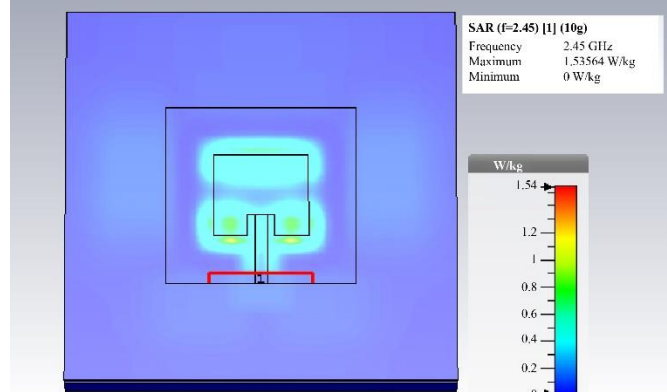 SAR (f=2.45) [1] (10g)
Frequency 2.45 GHz
Maximum 1.53564 W/kg
Minimum 0 W/kg
W/kg
1.54
1.2
1
0.8
0.6
0.4
0.2
0
1